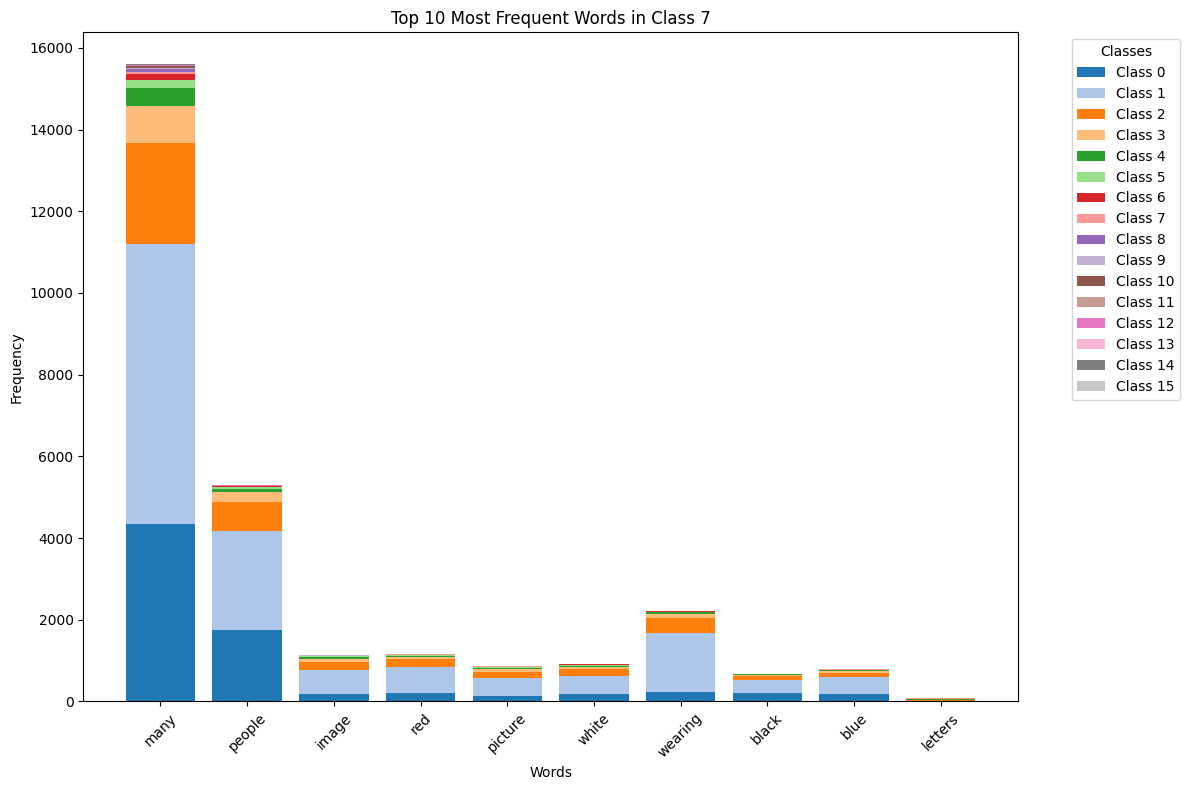 Top 10 Most Frequent Words in Class 7
16000
14000
12000
10000
8000
6000
4000
2000
0
Frequency
many
people
image
red
picture
white
wearing
black
blue
letters
Words
Classes
Class 0
Class 1
Class 2
Class 3
Class 4
Class 5
Class 6
Class 7
Class 8
Class 9
Class 10
Class 11
Class 12
Class 13
Class 14
Class 15